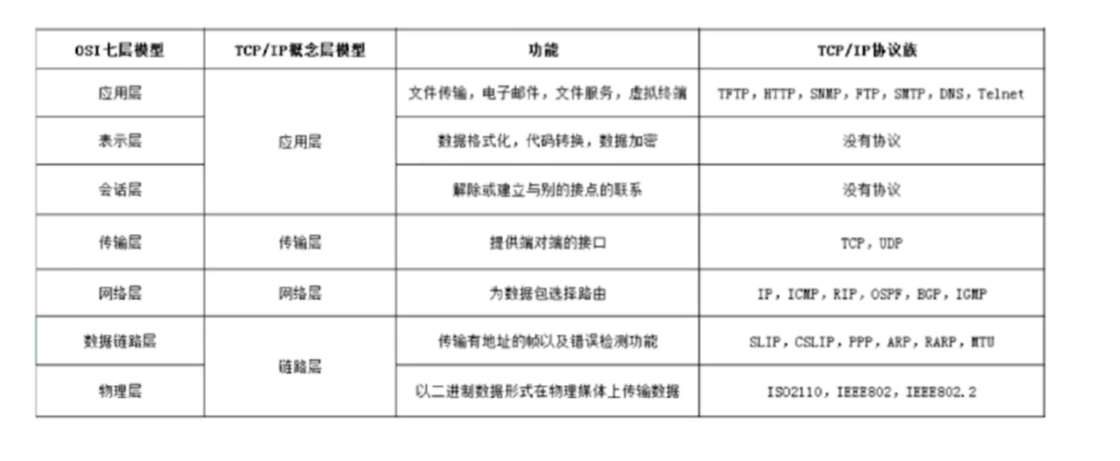 OSI七层模型 TCP/IP概念层模型 功能 TCP/IP协议族
应用层 文件传输，电子邮件，文件服务，虚拟终端 TFTP，HTTP，SNMP，FTP，SMTP，DNS，Telnet
表示层 应用层 数据格式化，代码转换，数据加密 没有协议
会话层 解除或建立与别的接点的联系 没有协议
传输层 传输层 提供端对端的接口 TCP，UDP
网络层 网络层 为数据包选择路由 IP，ICMP，RIP，OSPF，BGP，IGMP
数据链路层 传输有地址的帧以及错误检测功能 SLIP，CSLIP，PPP，ARP，RARP，MTU
链路层
物理层 以二进制数据形式在物理媒体上传输数据 ISO2110，IEEE802，IEEE802.2